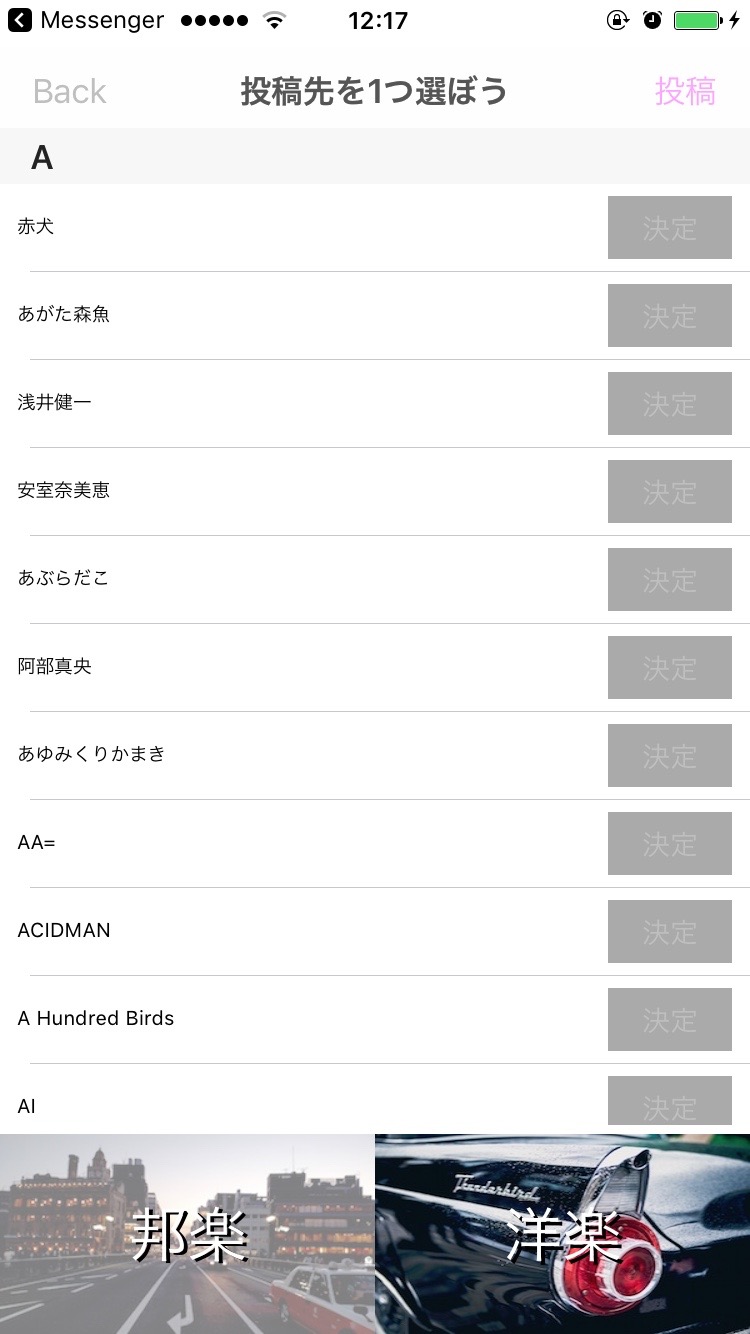 Messenger 12:17
Back 投稿先を1つ選ぼう 投稿
A
赤犬 決定
あがた森魚 決定
浅井健一 決定
安室奈美恵 決定
あぶらだこ 決定
阿部真央 決定
あゆみくりかまき 決定
AA= 決定
ACIDMAN 決定
A Hundred Birds 決定
AI 決定
Thunderbird
邦楽 洋楽